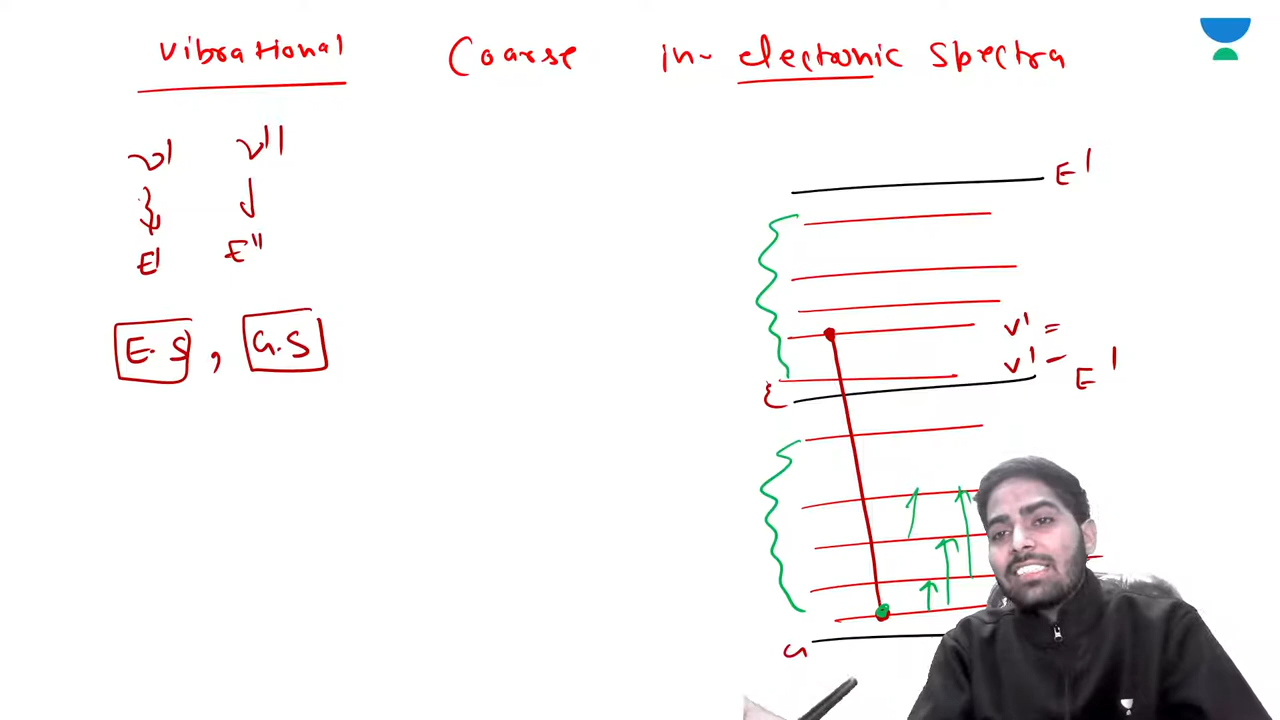 Vibrational Coarse in- electronic Spectra
v' v''
E' E''
E.S , G.S
E'
v' =
v' -
E'
E
G